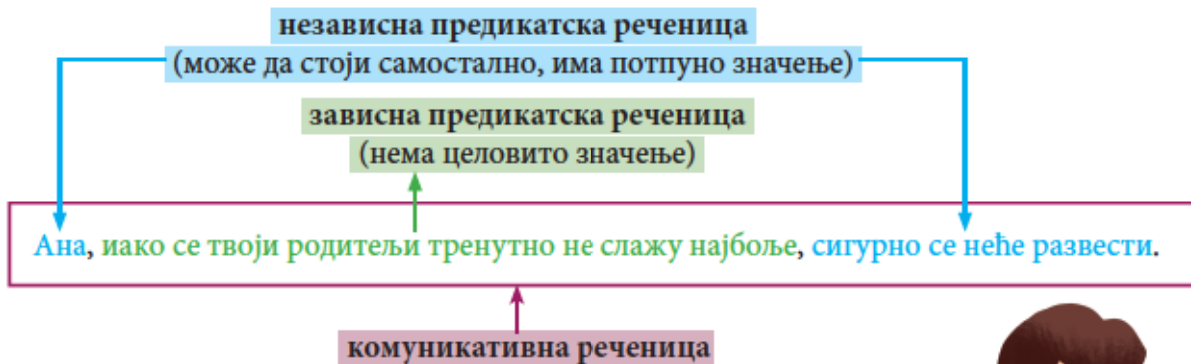 независна предикатска реченица
(може да стоји самостално, има потпуно значење)
зависна предикатска реченица
(нема целовито значење)
Ана, иако се твоји родитељи тренутно не слажу најбоље, сигурно се неће развести.
комуникативна реченица